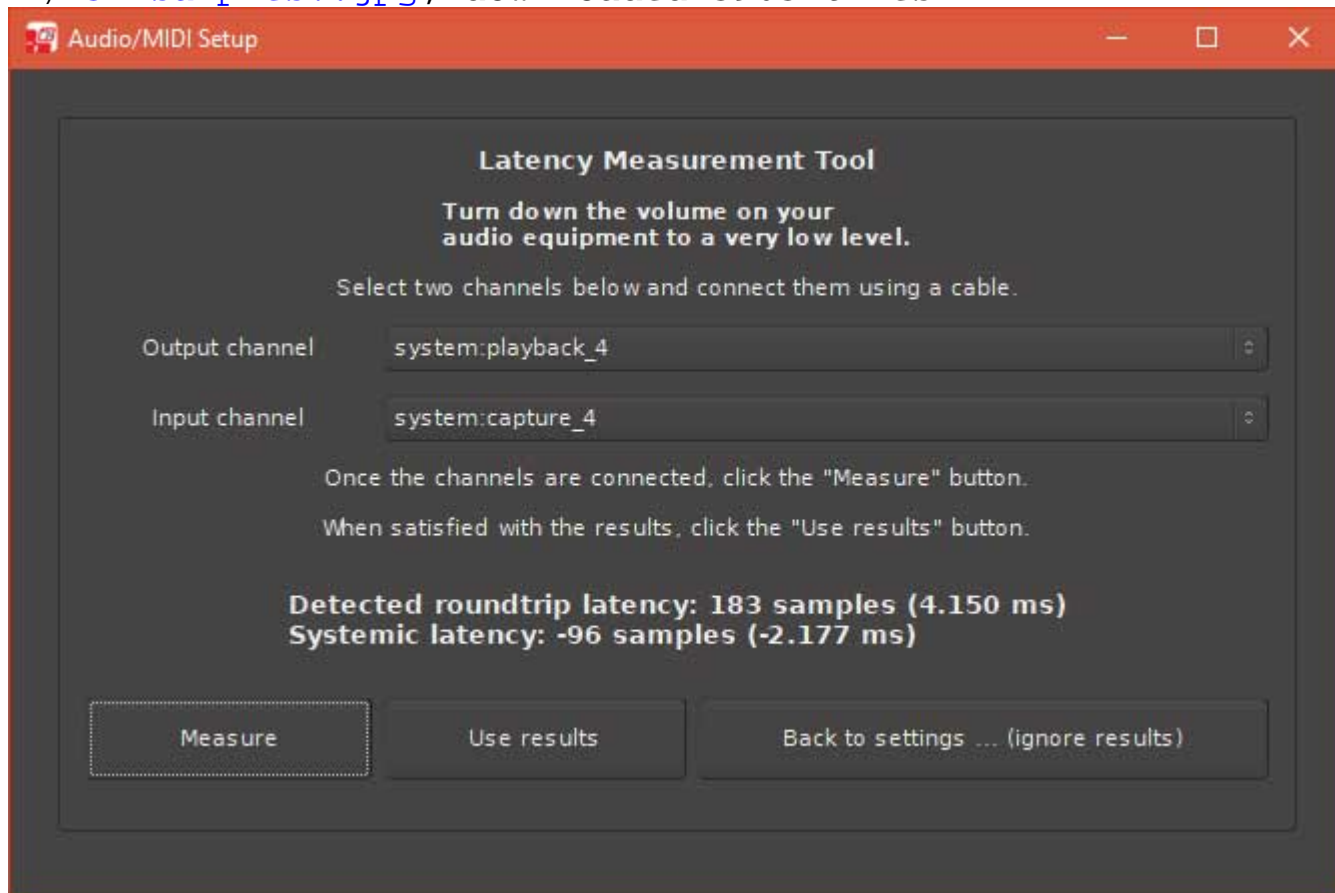 Audio/MIDI Setup
Latency Measurement Tool
Turn down the volume on your
audio equipment to a very low level.
Select two channels below and connect them using a cable.
Output channel
system:playback_4
Input channel
system:capture_4
Once the channels are connected, click the "Measure" button.
When satisfied with the results, click the "Use results" button.
Detected roundtrip latency: 183 samples (4.150 ms)
Systemic latency: -96 samples (-2.177 ms)
Measure
Use results
Back to settings ... (ignore results)